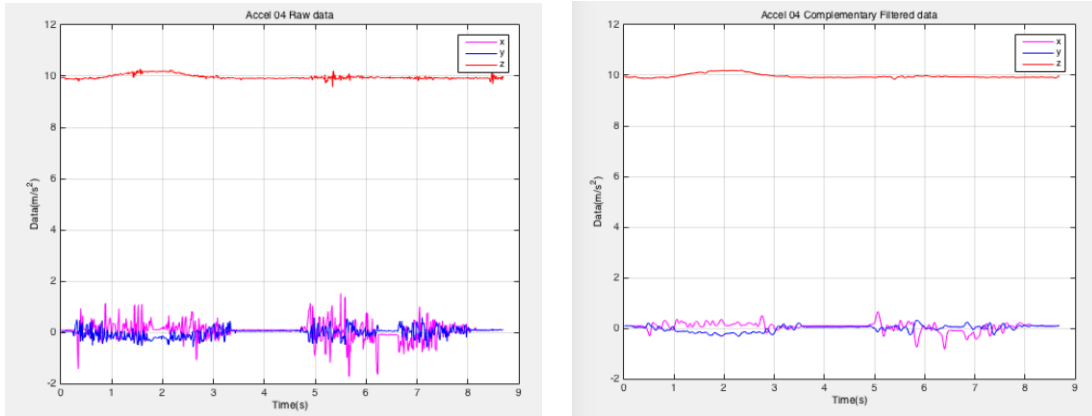 Accel 04 Raw data
12
10
8
6
4
2
0
-2
Data(m/s²)
0 1 2 3 4 5 6 7 8 9
Time(s)
x
y
z
Accel 04 Complementary Filtered data
12
10
8
6
4
2
0
-2
Data(m/s²)
0 1 2 3 4 5 6 7 8 9
Time(s)
x
y
z